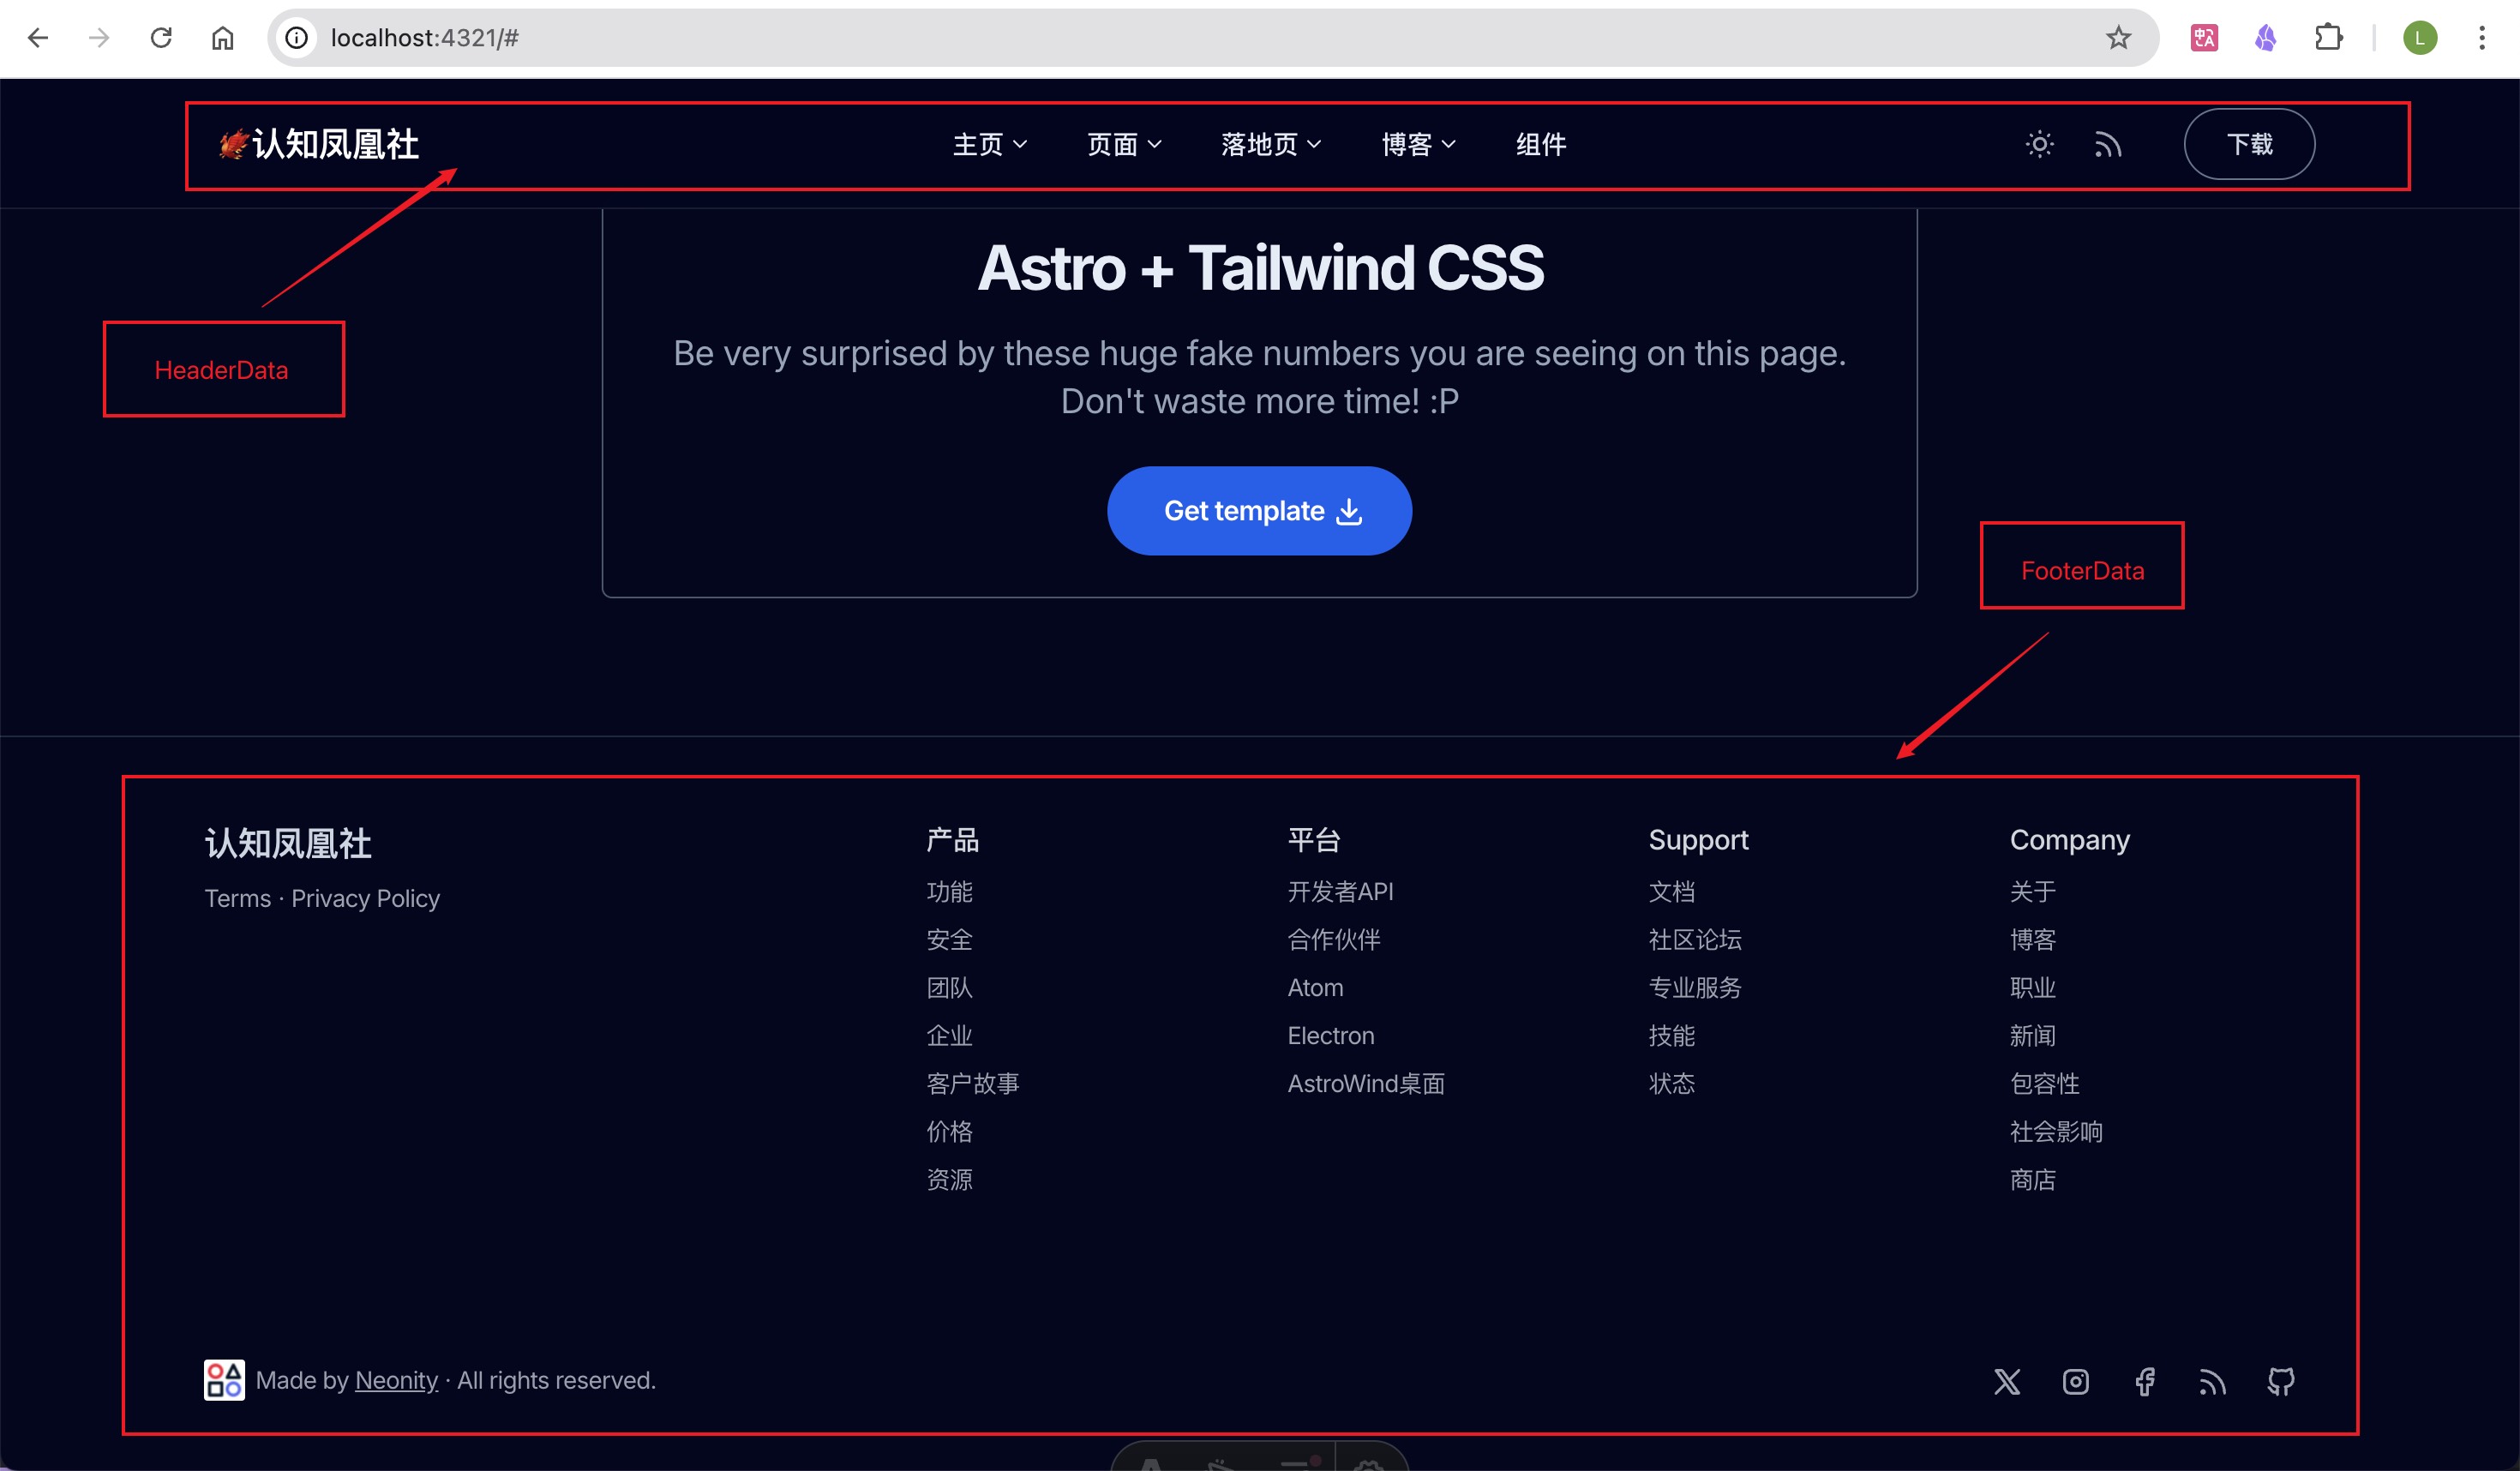 localhost:4321/#
中A
L
认知凤凰社 主页 页面 落地页 博客 组件 下载
HeaderData
Astro + Tailwind CSS
Be very surprised by these huge fake numbers you are seeing on this page.
Don't waste more time! :P
Get template
FooterData
认知凤凰社
Terms · Privacy Policy
产品
功能
安全
团队
企业
客户故事
价格
资源
平台
开发者API
合作伙伴
Atom
Electron
AstroWind桌面
Support
文档
社区论坛
专业服务
技能
状态
Company
关于
博客
职业
新闻
包容性
社会影响
商店
Made by Neonity · All rights reserved.